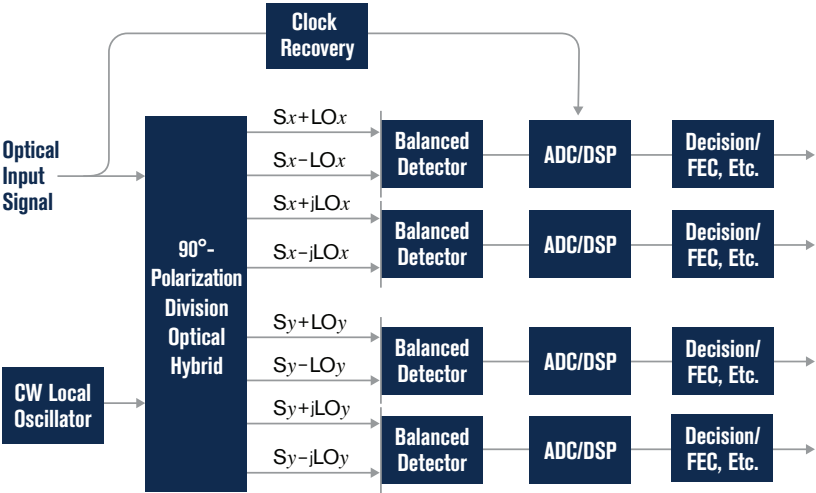 Clock
Recovery
Optical
Input
Signal
CW Local
Oscillator
90°-
Polarization
Division
Optical
Hybrid
Sx+LOx
Sx−LOx
Sx+jLOx
Sx−jLOx
Sy+LOy
Sy−LOy
Sy+jLOy
Sy−jLOy
Balanced
Detector
ADC/DSP
Decision/
FEC, Etc.
Balanced
Detector
ADC/DSP
Decision/
FEC, Etc.
Balanced
Detector
ADC/DSP
Decision/
FEC, Etc.
Balanced
Detector
ADC/DSP
Decision/
FEC, Etc.